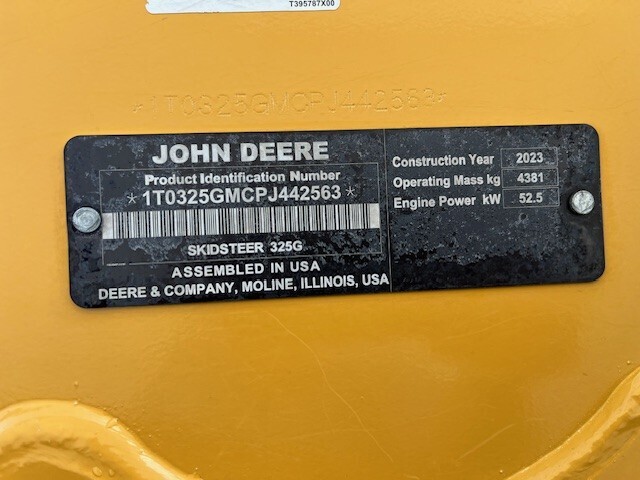 T395787X00
*1T0325GMCPJ442563*
JOHN DEERE
Product Identification Number
*1T0325GMCPJ442563*
SKIDSTEER 325G
ASSEMBLED IN USA
DEERE & COMPANY, MOLINE, ILLINOIS, USA
Construction Year 2023
Operating Mass kg 4381
Engine Power kW 52.5